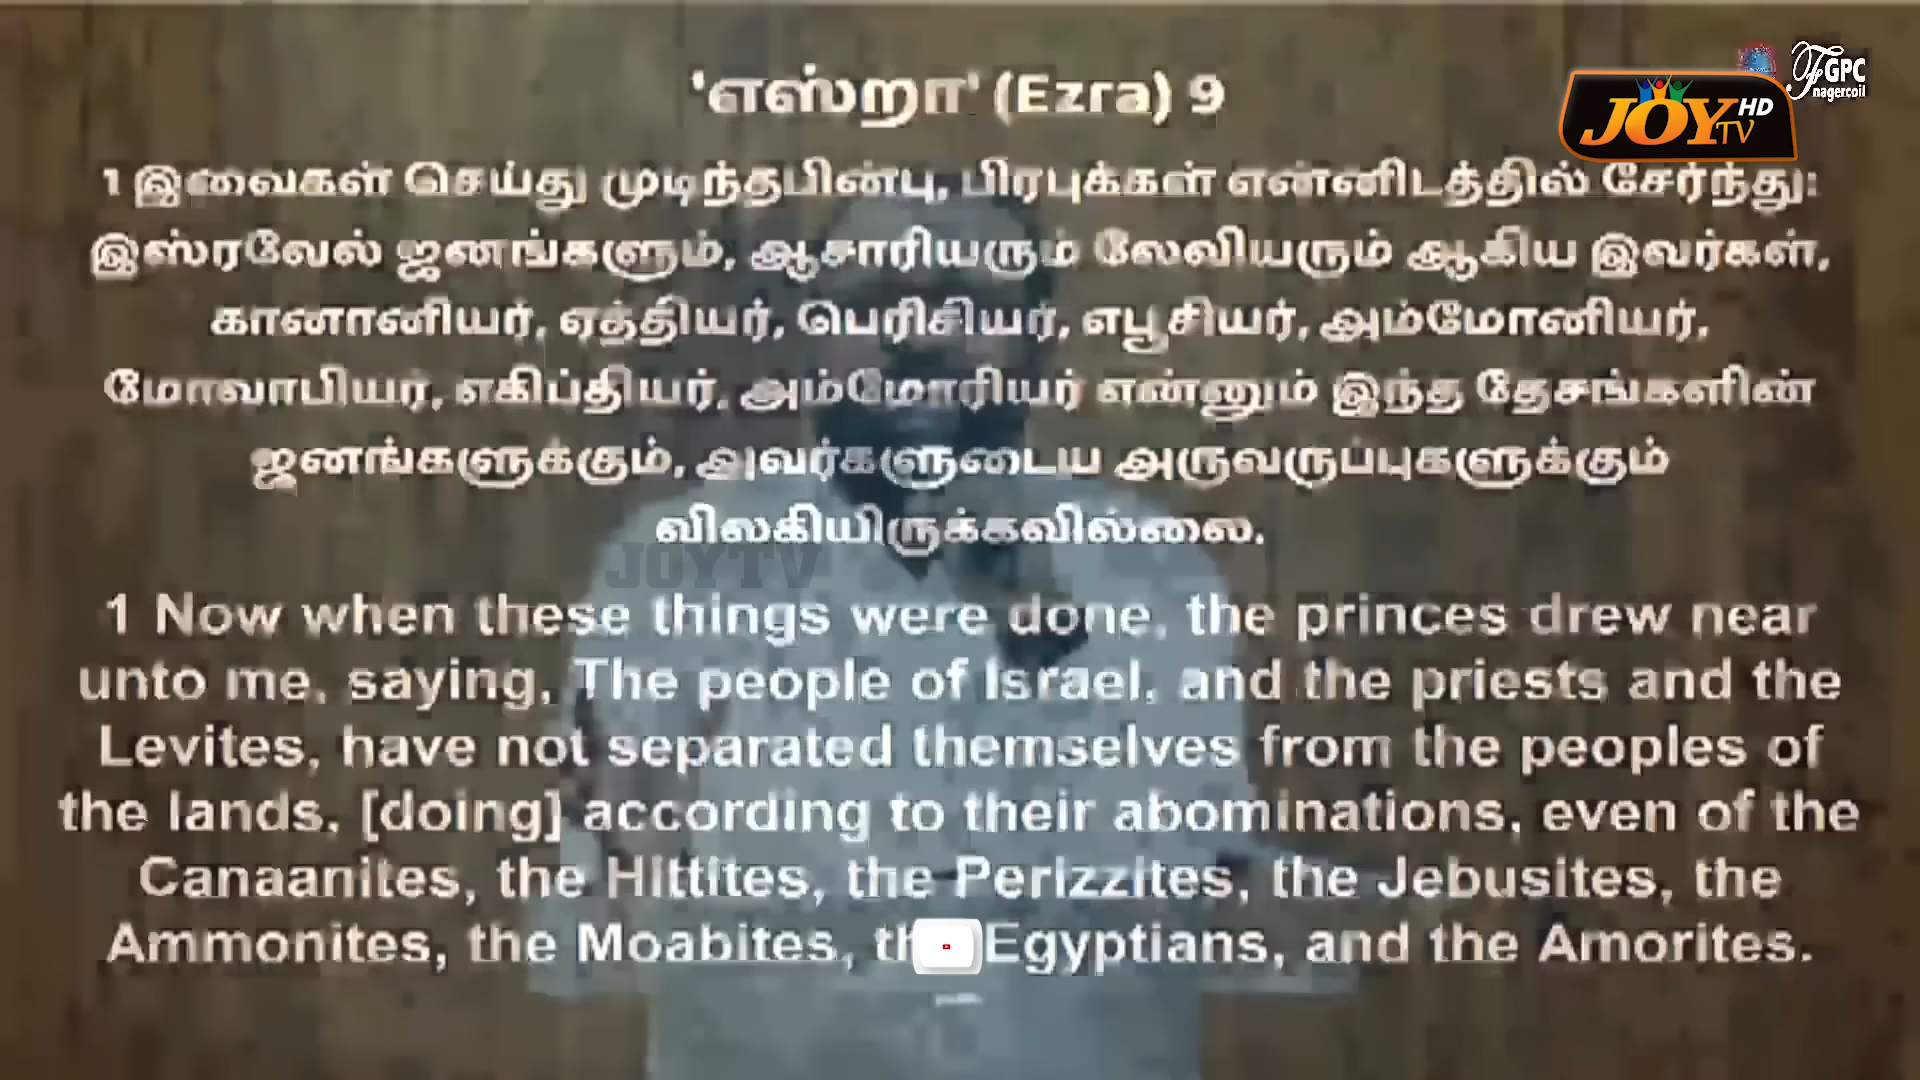 'எஸ்றா' (Ezra) 9
FGPC
nagercoil
JOY TV HD
1 இவைகள் செய்து முடிந்தபின்பு, பிரபுக்கள் என்னிடத்தில் சேர்ந்து:
இஸ்ரவேல் ஜனங்களும், ஆசாரியரும் லேவியரும் ஆகிய இவர்கள்,
கானானியர், ஏத்தியர், பெரிசியர், எபூசியர், அம்மோனியர்,
மோவாபியர், எகிப்தியர், அம்மோரியர் என்னும் இந்த தேசங்களின்
ஜனங்களுக்கும், அவர்களுடைய அருவருப்புகளுக்கும்
விலகியிருக்கவில்லை.
JOYTV
1 Now when these things were done, the princes drew near
unto me, saying, The people of Israel, and the priests and the
Levites, have not separated themselves from the peoples of
the lands, [doing] according to their abominations, even of the
Canaanites, the Hittites, the Perizzites, the Jebusites, the
Ammonites, the Moabites, th Egyptians, and the Amorites.